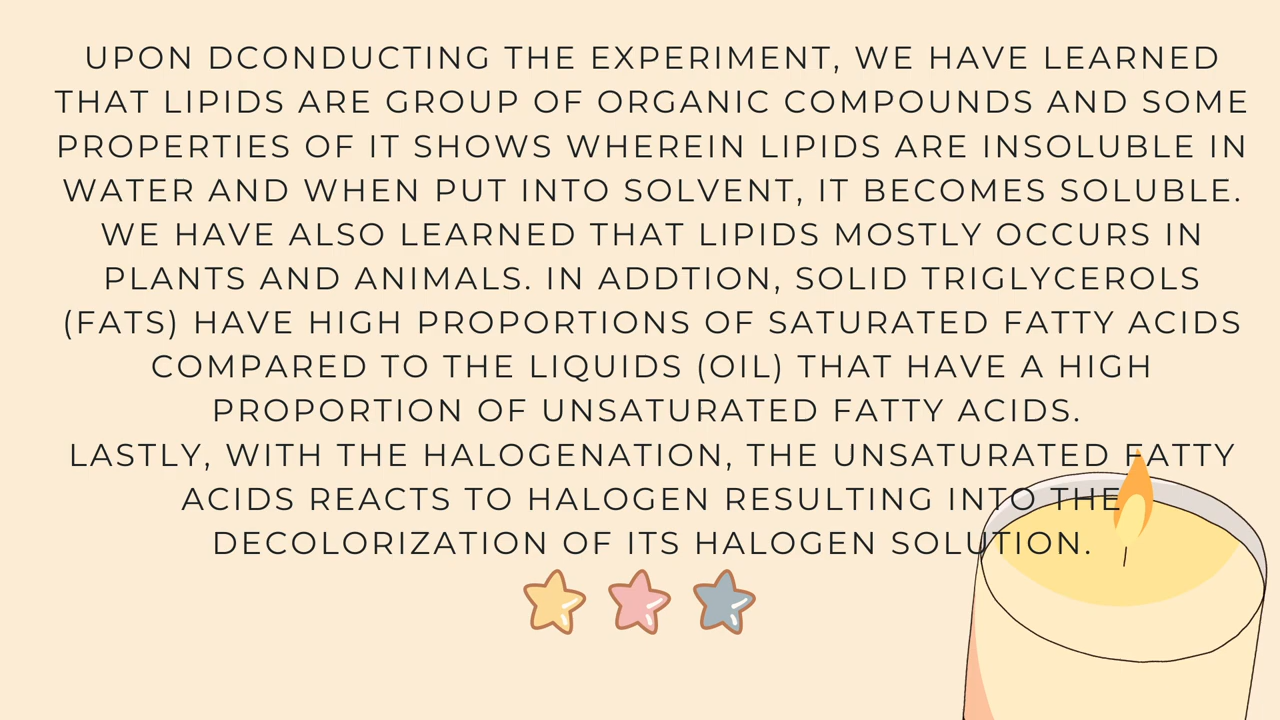 UPON DCONDUCTING THE EXPERIMENT, WE HAVE LEARNED
THAT LIPIDS ARE GROUP OF ORGANIC COMPOUNDS AND SOME
PROPERTIES OF IT SHOWS WHEREIN LIPIDS ARE INSOLUBLE IN
WATER AND WHEN PUT INTO SOLVENT, IT BECOMES SOLUBLE.
WE HAVE ALSO LEARNED THAT LIPIDS MOSTLY OCCURS IN
PLANTS AND ANIMALS. IN ADDTION, SOLID TRIGLYCEROLS
(FATS) HAVE HIGH PROPORTIONS OF SATURATED FATTY ACIDS
COMPARED TO THE LIQUIDS (OIL) THAT HAVE A HIGH
PROPORTION OF UNSATURATED FATTY ACIDS.
LASTLY, WITH THE HALOGENATION, THE UNSATURATED FATTY
ACIDS REACTS TO HALOGEN RESULTING INTO THE
DECOLORIZATION OF ITS HALOGEN SOLUTION.